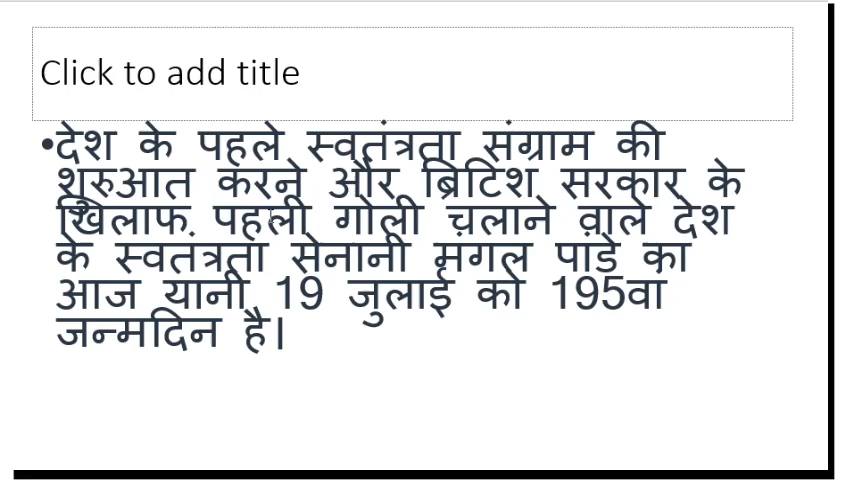 Click to add title
•देश के पहले स्वतंत्रता संग्राम की
शुरुआत करने और ब्रिटिश सरकार के
खिलाफ पहली गोली चलाने वाले देश
के स्वतंत्रता सेनानी मंगल पांडे का
आज यानी 19 जुलाई को 195वां
जन्मदिन है।